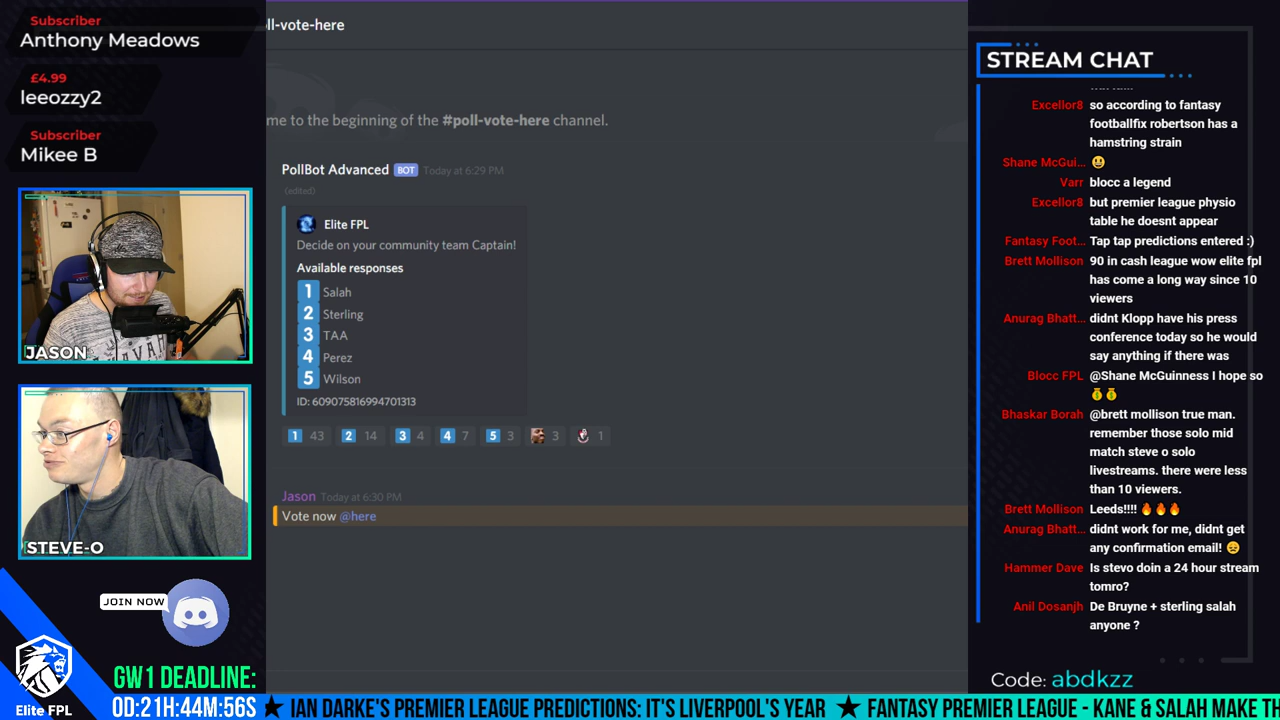 Subscriber
Anthony Meadows
£4.99
leeozzy2
Subscriber
Mikee B
JASON
STEVE-O
JOIN NOW
Elite FPL
GW1 DEADLINE:
0D:21H:44M:56S
ll-vote-here
me to the beginning of the #poll-vote-here channel.
PollBot Advanced BOT Today at 6:29 PM
(edited)
Elite FPL
Decide on your community team Captain!
Available responses
1 Salah
2 Sterling
3 TAA
4 Perez
5 Wilson
ID: 609075816994701313
1 43 2 14 3 4 4 7 5 3 3 1
Jason Today at 6:30 PM
Vote now @here
STREAM CHAT
Excellor8 so according to fantasy
footballfix robertson has a
hamstring strain
Shane McGui...
Varr blocc a legend
Excellor8 but premier league physio
table he doesnt appear
Fantasy Foot... Tap tap predictions entered :)
Brett Mollison 90 in cash league wow elite fpl
has come a long way since 10
viewers
Anurag Bhatt... didnt Klopp have his press
conference today so he would
say anything if there was
Blocc FPL @Shane McGuinness I hope so
Bhaskar Borah @brett mollison true man.
remember those solo mid
match steve o solo
livestreams. there were less
than 10 viewers.
Brett Mollison Leeds!!!!
Anurag Bhatt... didnt work for me, didnt get
any confirmation email!
Hammer Dave Is stevo doin a 24 hour stream
tomro?
Anil Dosanjh De Bruyne + sterling salah
anyone ?
Code: abdkzz
★ IAN DARKE'S PREMIER LEAGUE PREDICTIONS: IT'S LIVERPOOL'S YEAR ★ FANTASY PREMIER LEAGUE - KANE & SALAH MAKE TH